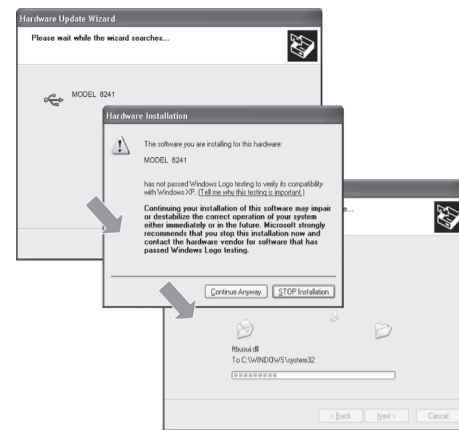 Hardware Update Wizard
Please wait while the wizard searches...
MODEL 8241
Hardware Installation
The software you are installing for this hardware:
MODEL 8241
has not passed Windows Logo testing to verify its compatibility
with Windows XP. (Tell me why this testing is important.)
Continuing your installation of this software may impair
or destabilize the correct operation of your system
either immediately or in the future. Microsoft strongly
recommends that you stop this installation now and
contact the hardware vendor for software that has
passed Windows Logo testing.
Continue Anyway STOP Installation
e...
ftbusui.dll
To C:\WINDOWS\system32
< Back Next > Cancel